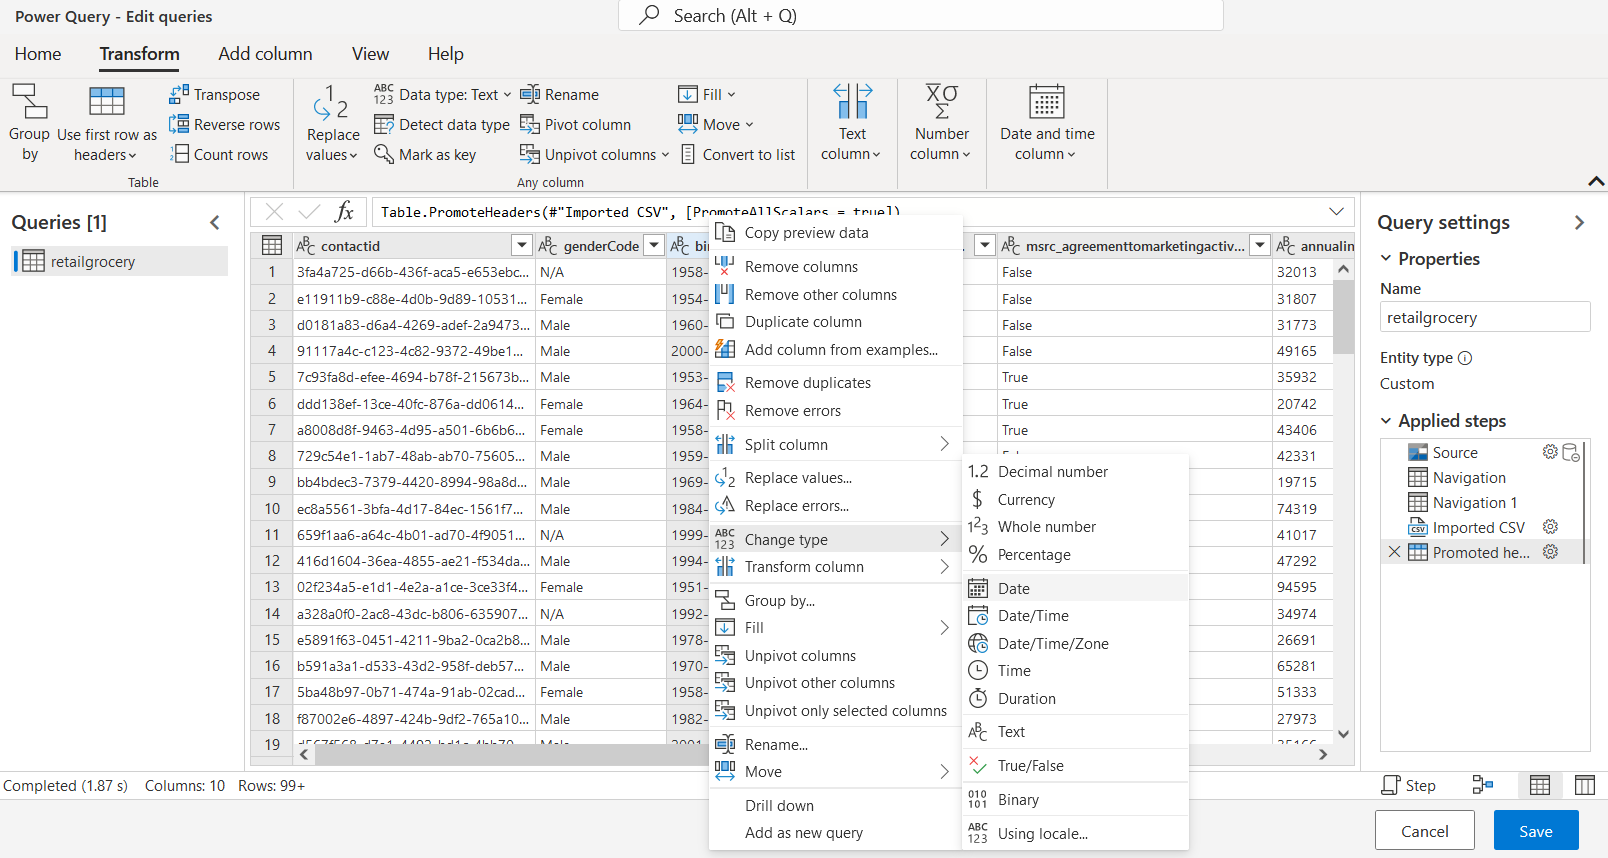 Power Query - Edit queries
Search (Alt + Q)
Home Transform Add column View Help
Group by
Use first row as headers
Transpose
Reverse rows
Count rows
Table
Replace values
Data type: Text
Detect data type
Mark as key
Rename
Pivot column
Unpivot columns
Fill
Move
Convert to list
Any column
Text column
Number column
Date and time column
Queries [1]
retailgrocery
Table.PromoteHeaders(#"Imported CSV", [PromoteAllScalars = true])
contactid genderCode bir msrc_agreementtomarketingactiv... annualin
1 3fa4a725-d66b-436f-aca5-e653ebc... N/A 1958- False 32013
2 e11911b9-c88e-4d0b-9d89-10531... Female 1954- False 31807
3 d0181a83-d6a4-4269-adef-2a9473... Male 1960- False 31773
4 91117a4c-c123-4c82-9372-49be1... Male 2000- False 49165
5 7c93fa8d-efee-4694-b78f-215673b... Male 1953- True 35932
6 ddd138ef-13ce-40fc-876a-dd0614... Female 1964- True 20742
7 a8008d8f-9463-4d95-a501-6b6b6... Female 1958- True 43406
8 729c54e1-1ab7-48ab-ab70-75605... Male 1959- 42331
9 bb4bdec3-7379-4420-8994-98a8d... Male 1969- 19715
10 ec8a5561-3bfa-4d17-84ec-1561f7... Male 1984- 74319
11 659f1aa6-a64c-4b01-ad70-4f9051... N/A 1999- 41017
12 416d1604-36ea-4855-ae21-f534da... Male 1994- 47292
13 02f234a5-e1d1-4e2a-a1ce-3ce33f4... Female 1951- 94595
14 a328a0f0-2ac8-43dc-b806-635907... N/A 1992- 34974
15 e5891f63-0451-4211-9ba2-0ca2b8... Male 1978- 26691
16 b591a3a1-d533-43d2-958f-deb57... Male 1970- 65281
17 5ba48b97-0b71-474a-91ab-02cad... Female 1958- 51333
18 f87002e6-4897-424b-9df2-765a10... Male 1982- 27973
19
Copy preview data
Remove columns
Remove other columns
Duplicate column
Add column from examples...
Remove duplicates
Remove errors
Split column
Replace values...
Replace errors...
Change type
Transform column
Group by...
Fill
Unpivot columns
Unpivot other columns
Unpivot only selected columns
Rename...
Move
Drill down
Add as new query
1.2 Decimal number
$ Currency
123 Whole number
% Percentage
Date
Date/Time
Date/Time/Zone
Time
Duration
ABC Text
True/False
010 101 Binary
ABC 123 Using locale...
Query settings
Properties
Name
retailgrocery
Entity type
Custom
Applied steps
Source
Navigation
Navigation 1
Imported CSV
Promoted he...
Completed (1.87 s) Columns: 10 Rows: 99+
Step
Cancel Save